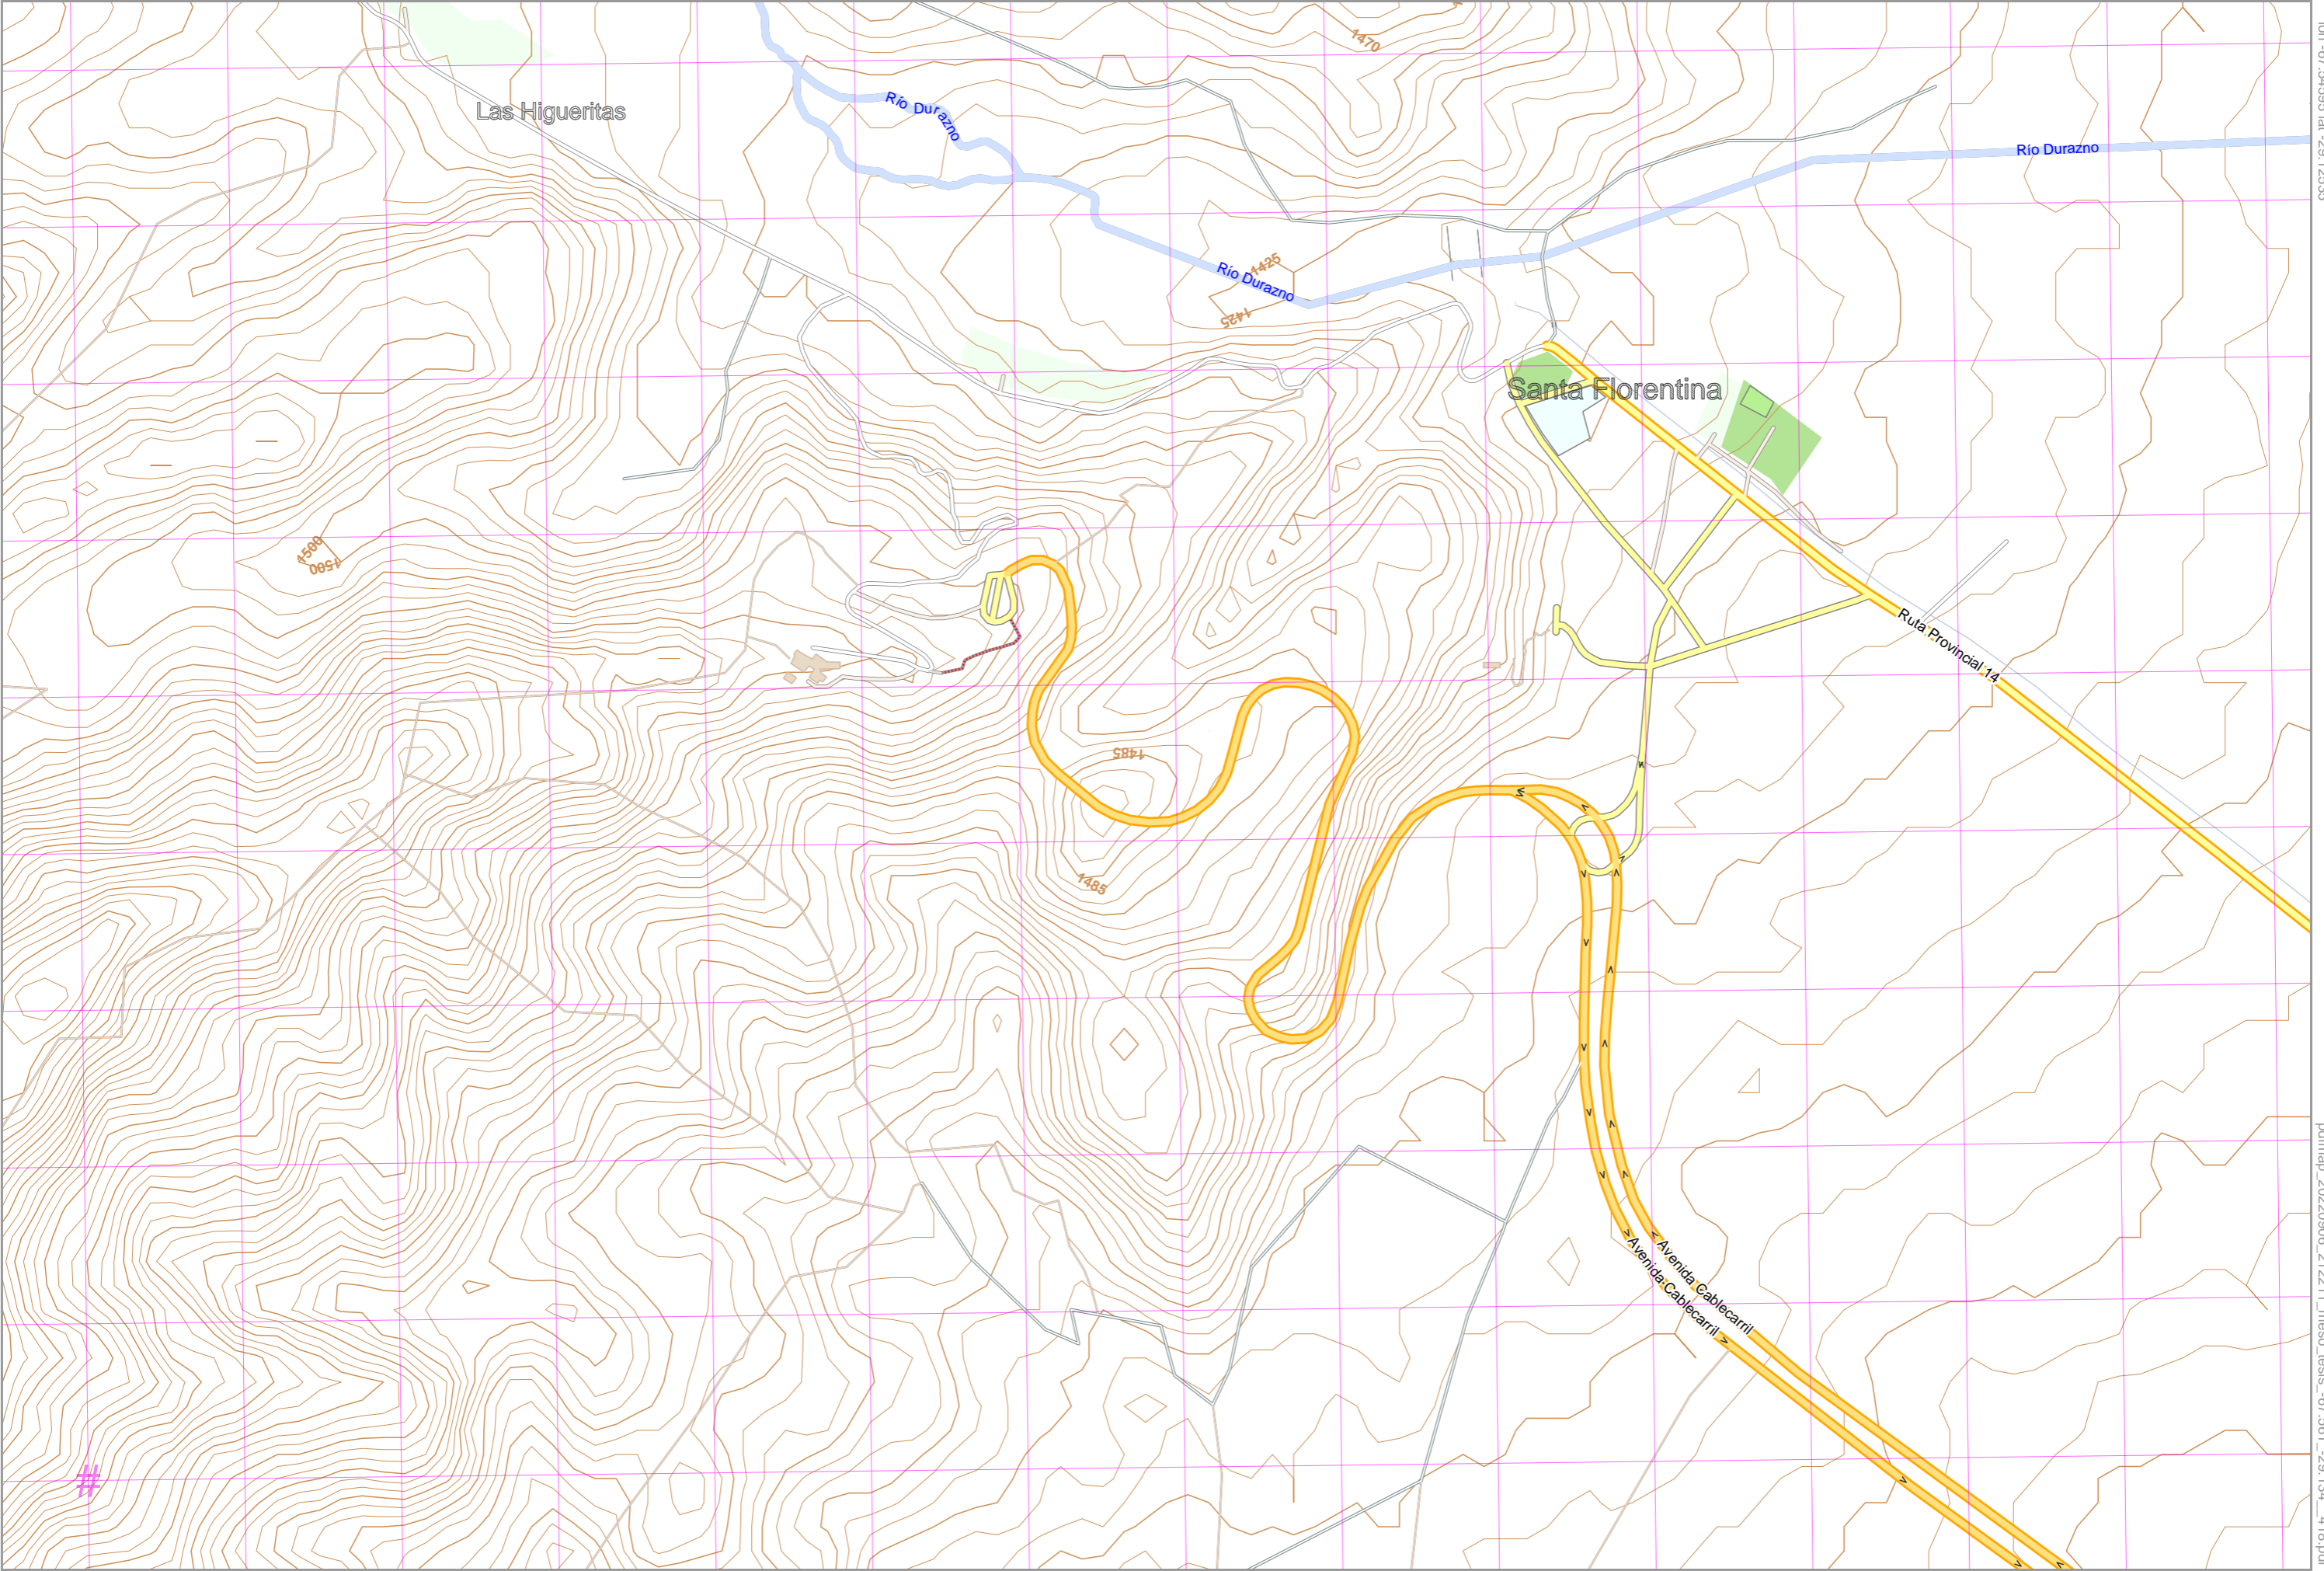 1470
Las Higueritas
Río Durazno
Río Durazno
1425
Río Durazno
1425
Santa Florentina
1500
1500
Ruta Provincial 14
1485
1485
Avenida Cablecarril
Avenida Cablecarril